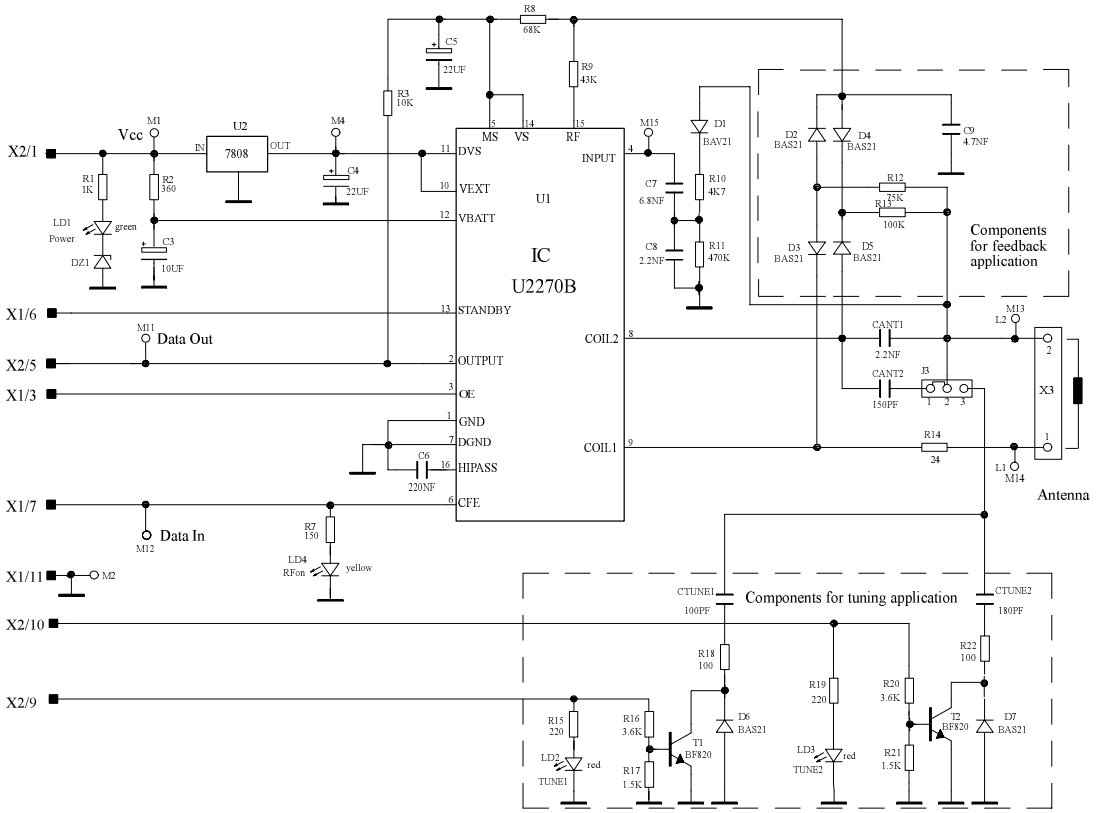 R8
68K
C5
22UF
R9
43K
R3
10K
5
14
15
MS
VS
RF
M1
Vcc
U2
M4
M15
D1
BAV21
D2
BAS21
D4
BAS21
C9
4.7NF
X2/1
IN
7808
OUT
11
DVS
4
INPUT
R1
1K
R2
360
C4
22UF
10
VEXT
U1
C7
6.8NF
R10
4K7
R12
75K
R13
100K
LD1
Power
green
12
VBATT
C3
10UF
DZ1
IC
U2270B
C8
2.2NF
R11
470K
D3
BAS21
D5
BAS21
Components
for feedback
application
X1/6
13
STANDBY
M11
Data Out
COIL2
8
CANT1
2.2NF
L2
M13
X2/5
2
OUTPUT
CANT2
150PF
J3
1
2
3
2
X3
1
X1/3
3
OE
1
GND
7
DGND
C6
220NF
16
HIPASS
COIL1
9
R14
24
L1
M14
Antenna
X1/7
6
CFE
M12
Data In
R7
150
LD4
RFon
yellow
X1/11
M2
CTUNE1
100PF
Components for tuning application
CTUNE2
180PF
X2/10
R18
100
R22
100
X2/9
R15
220
R16
3.6K
D6
BAS21
R19
220
R20
3.6K
T2
BF820
D7
BAS21
LD2
TUNE1
red
R17
1.5K
T1
BF820
LD3
TUNE2
red
R21
1.5K